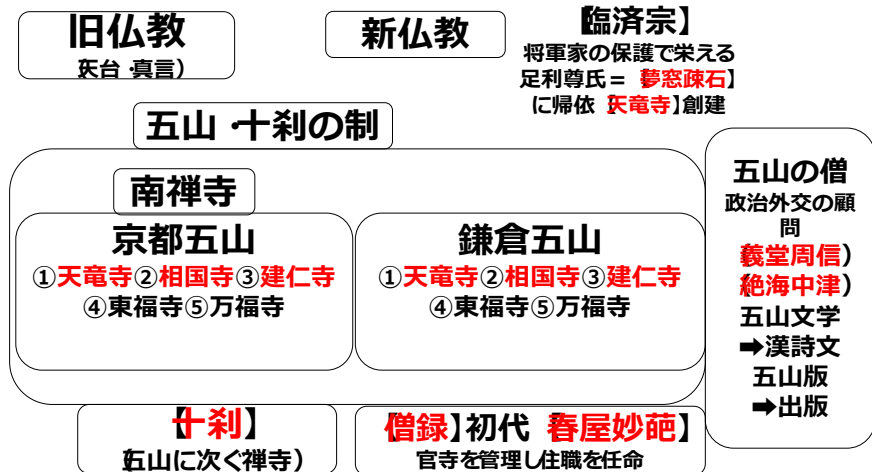 旧仏教
(天台・真言)
新仏教
【臨済宗】
将軍家の保護で栄える
足利尊氏=【夢窓疎石】
に帰依【天竜寺】創建
五山・十刹の制
南禅寺
京都五山
①天竜寺②相国寺③建仁寺
④東福寺⑤万福寺
鎌倉五山
①天竜寺②相国寺③建仁寺
④東福寺⑤万福寺
五山の僧
政治外交の顧
問
(義堂周信)
(絶海中津)
五山文学
➡漢詩文
五山版
➡出版
【十刹】
(五山に次ぐ禅寺)
【僧録】初代【春屋妙葩】
官寺を管理し住職を任命